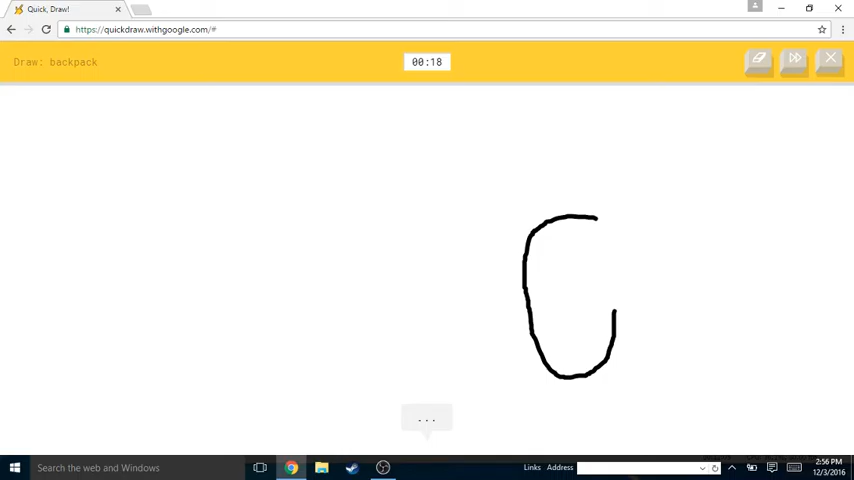 Quick, Draw!
https://quickdraw.withgoogle.com/#
Draw: backpack
00:18
...
Search the web and Windows
Links
Address
2:56 PM
12/3/2016